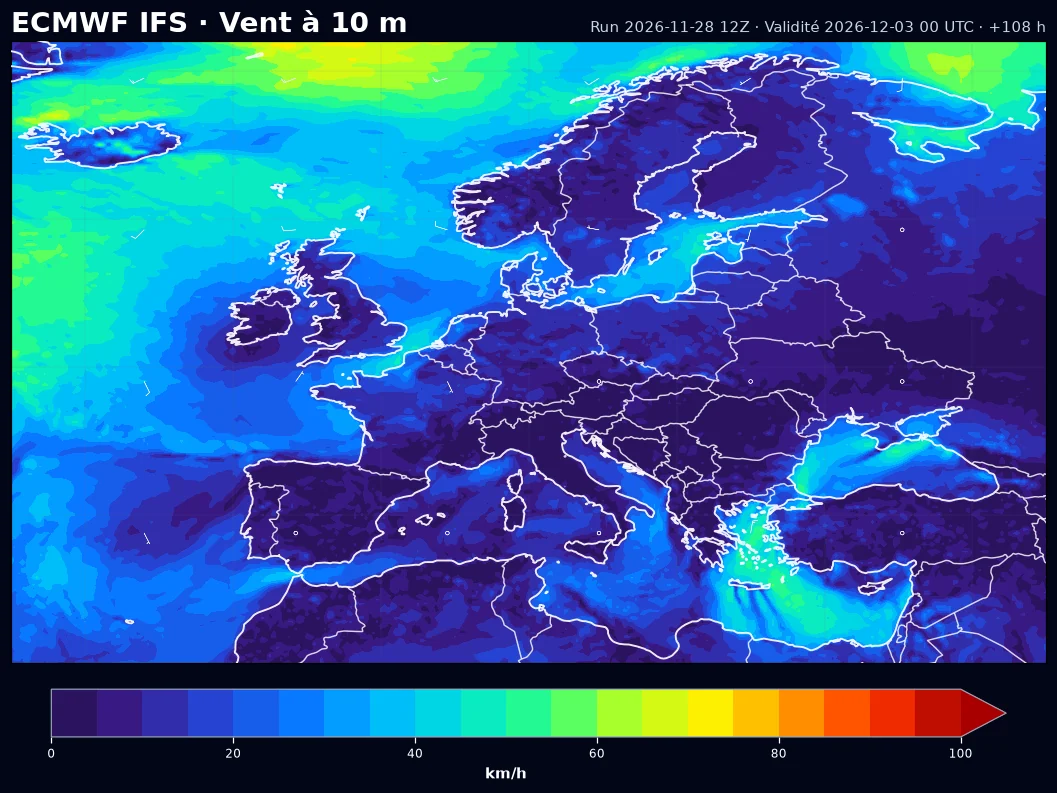 ECMWF IFS · Vent à 10 m
Run 2026-11-28 12Z · Validité 2026-12-03 00 UTC · +108 h
0 20 40 60 80 100
km/h